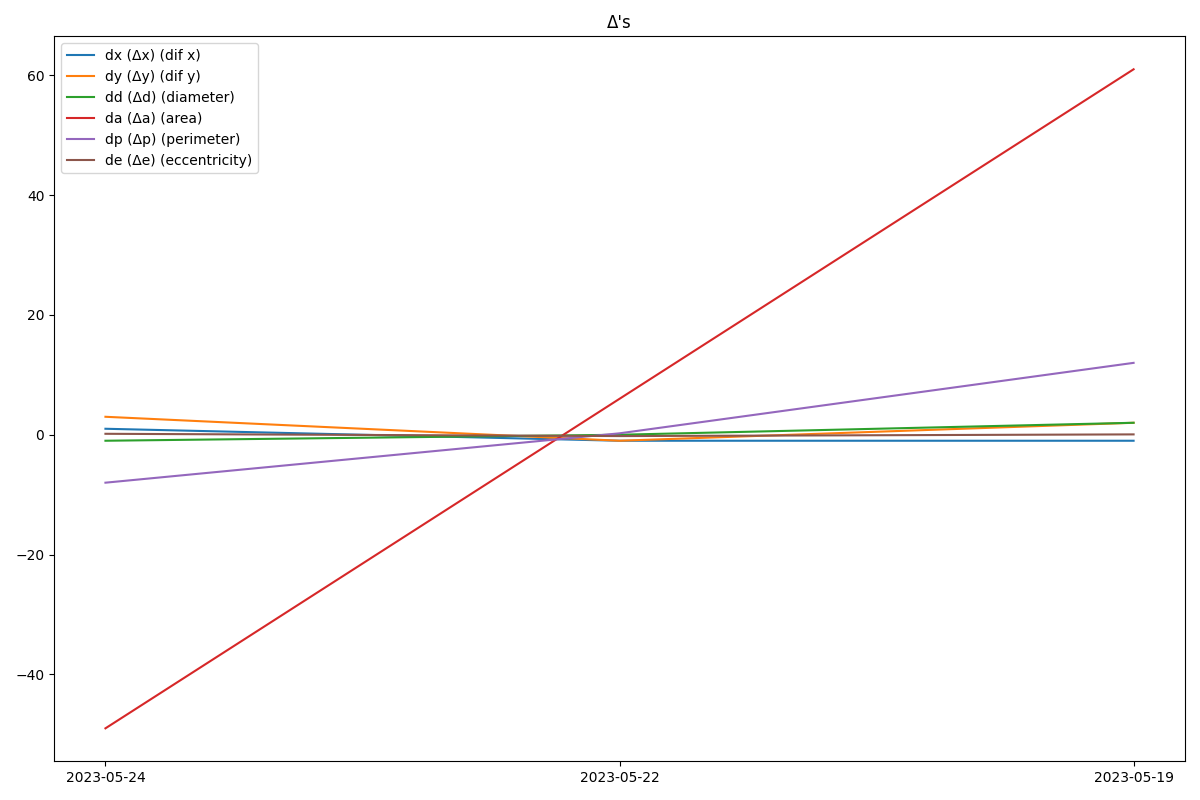 Δ's
dx (Δx) (dif x)
dy (Δy) (dif y)
dd (Δd) (diameter)
da (Δa) (area)
dp (Δp) (perimeter)
de (Δe) (eccentricity)
60
40
20
0
−20
−40
2023-05-24
2023-05-22
2023-05-19